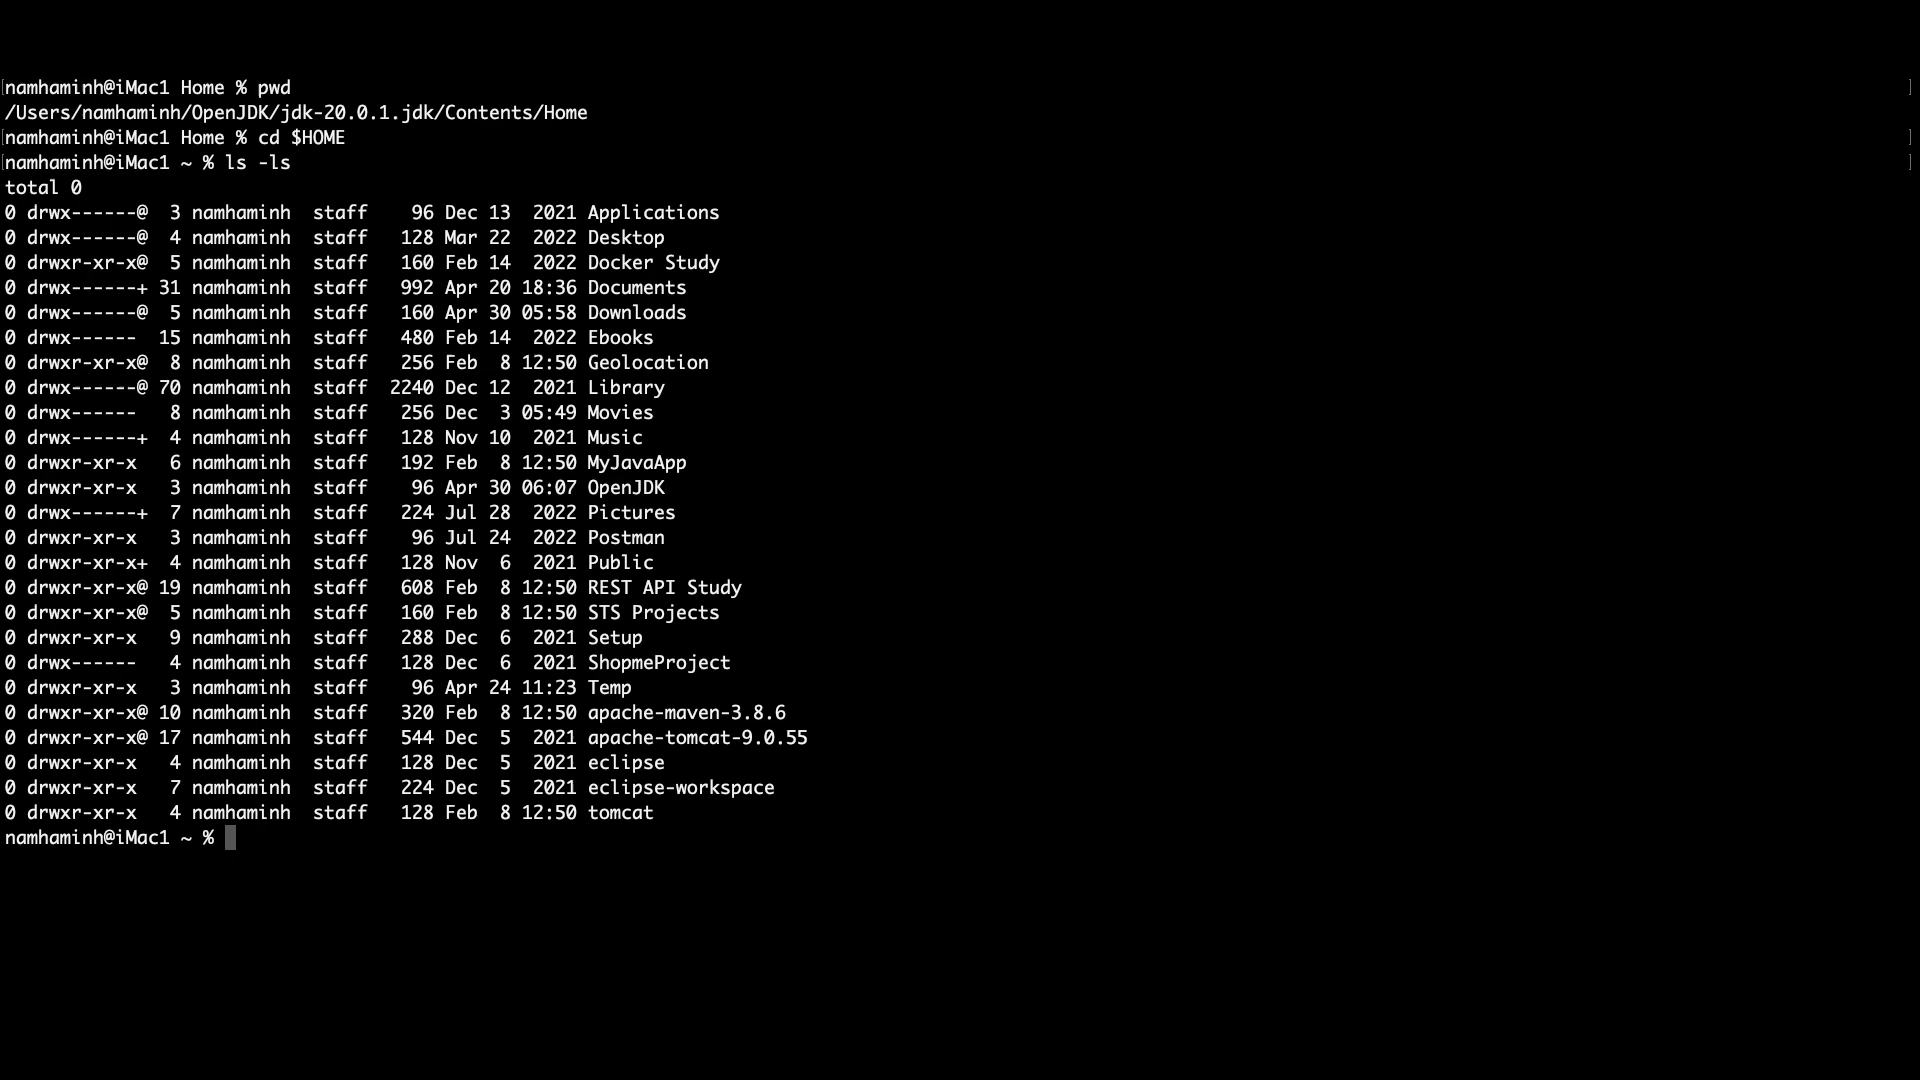 [namhaminh@iMac1 Home % pwd ]
/Users/namhaminh/OpenJDK/jdk-20.0.1.jdk/Contents/Home
[namhaminh@iMac1 Home % cd $HOME ]
[namhaminh@iMac1 ~ % ls -ls ]
total 0
0 drwx------@  3 namhaminh  staff    96 Dec 13  2021 Applications
0 drwx------@  4 namhaminh  staff   128 Mar 22  2022 Desktop
0 drwxr-xr-x@  5 namhaminh  staff   160 Feb 14  2022 Docker Study
0 drwx------+ 31 namhaminh  staff   992 Apr 20 18:36 Documents
0 drwx------@  5 namhaminh  staff   160 Apr 30 05:58 Downloads
0 drwx------  15 namhaminh  staff   480 Feb 14  2022 Ebooks
0 drwxr-xr-x@  8 namhaminh  staff   256 Feb  8 12:50 Geolocation
0 drwx------@ 70 namhaminh  staff  2240 Dec 12  2021 Library
0 drwx------   8 namhaminh  staff   256 Dec  3 05:49 Movies
0 drwx------+  4 namhaminh  staff   128 Nov 10  2021 Music
0 drwxr-xr-x   6 namhaminh  staff   192 Feb  8 12:50 MyJavaApp
0 drwxr-xr-x   3 namhaminh  staff    96 Apr 30 06:07 OpenJDK
0 drwx------+  7 namhaminh  staff   224 Jul 28  2022 Pictures
0 drwxr-xr-x   3 namhaminh  staff    96 Jul 24  2022 Postman
0 drwxr-xr-x+  4 namhaminh  staff   128 Nov  6  2021 Public
0 drwxr-xr-x@ 19 namhaminh  staff   608 Feb  8 12:50 REST API Study
0 drwxr-xr-x@  5 namhaminh  staff   160 Feb  8 12:50 STS Projects
0 drwxr-xr-x   9 namhaminh  staff   288 Dec  6  2021 Setup
0 drwx------   4 namhaminh  staff   128 Dec  6  2021 ShopmeProject
0 drwxr-xr-x   3 namhaminh  staff    96 Apr 24 11:23 Temp
0 drwxr-xr-x@ 10 namhaminh  staff   320 Feb  8 12:50 apache-maven-3.8.6
0 drwxr-xr-x@ 17 namhaminh  staff   544 Dec  5  2021 apache-tomcat-9.0.55
0 drwxr-xr-x   4 namhaminh  staff   128 Dec  5  2021 eclipse
0 drwxr-xr-x   7 namhaminh  staff   224 Dec  5  2021 eclipse-workspace
0 drwxr-xr-x   4 namhaminh  staff   128 Feb  8 12:50 tomcat
namhaminh@iMac1 ~ %